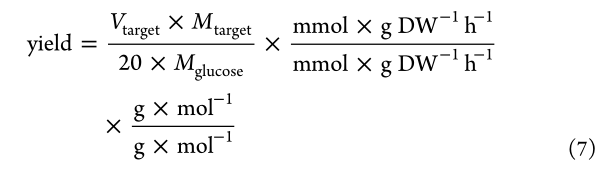 yield = V_target × M_target / 20 × M_glucose × mmol × g DW⁻¹ h⁻¹ / mmol × g DW⁻¹ h⁻¹
× g × mol⁻¹ / g × mol⁻¹ (7)